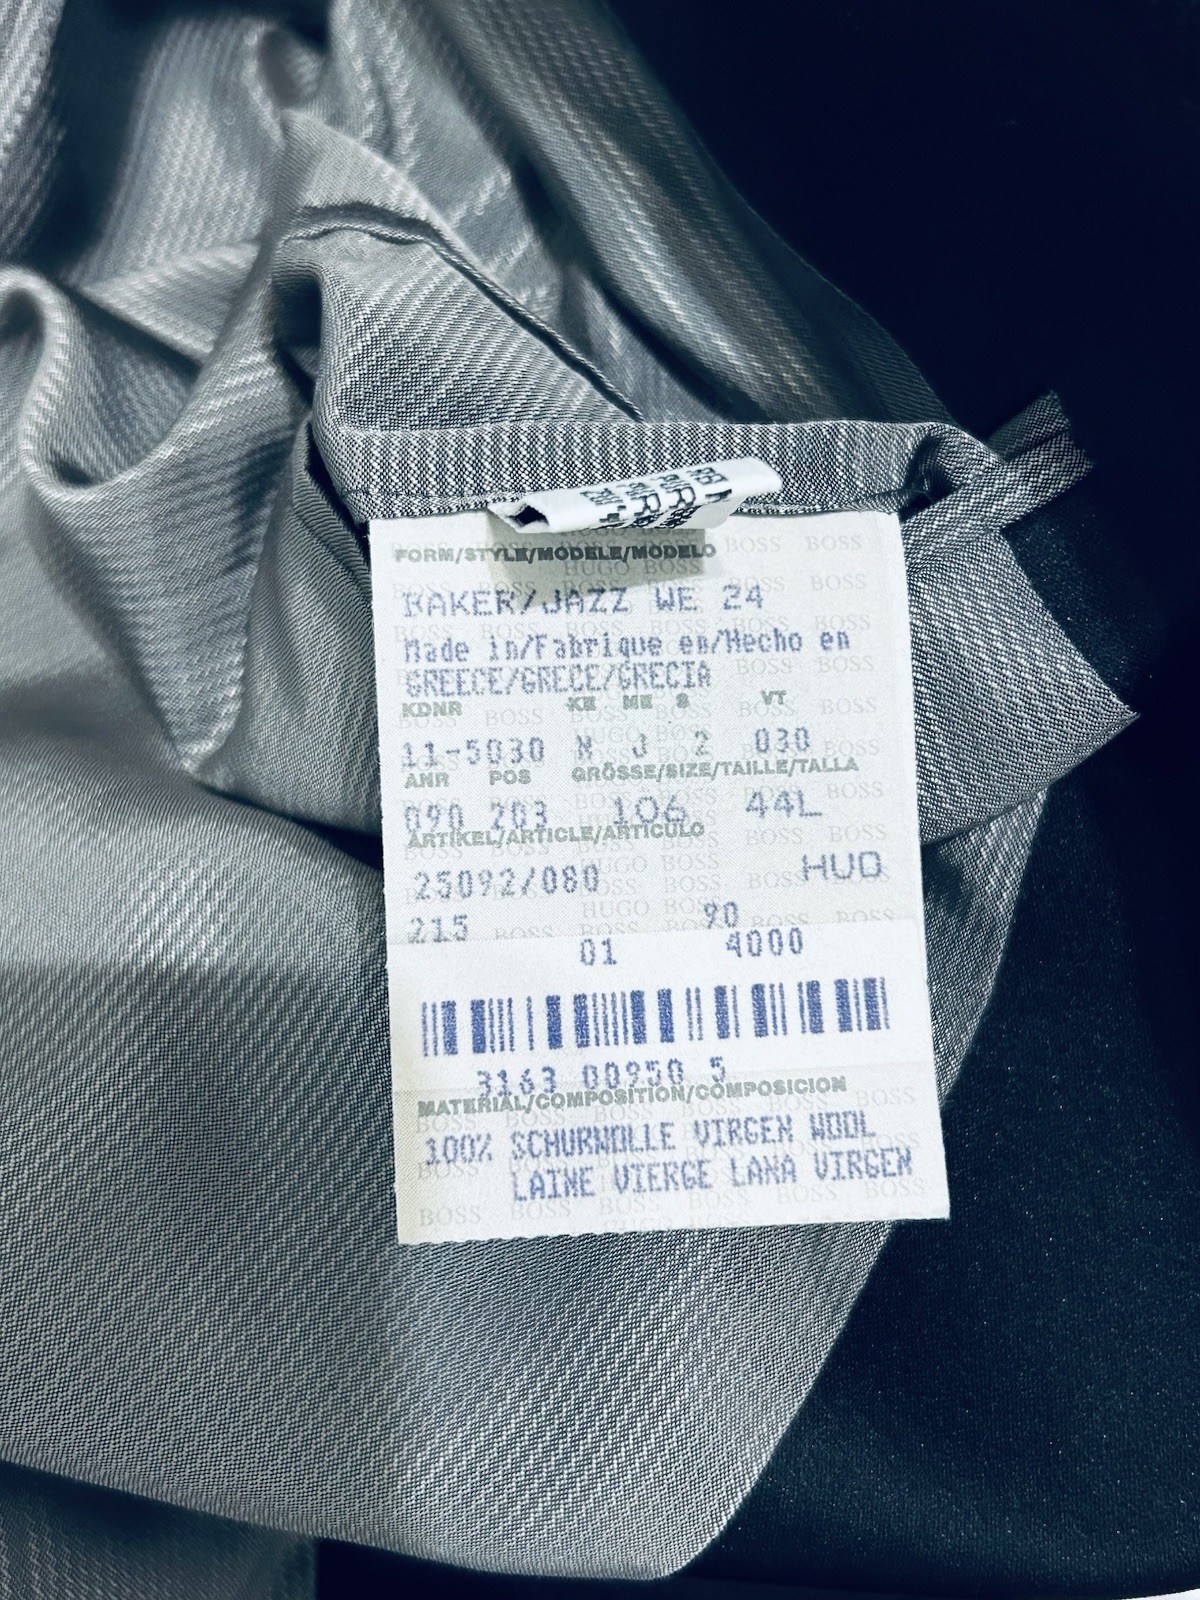 FORM/STYLE/MODELE/MODELO
BAKER/JAZZ WE 24
Made in/Fabrique en/Hecho en
GREECE/GRECE/GRECIA
KDNR KE ME S VT
11-5030 N J 2 030
ANR POS GRÖSSE/SIZE/TAILLE/TALLA
090 203 106 44L
ARTIKEL/ARTICLE/ARTICULO
25092/080 HUO
215 90
01 4000
3163 00950 5
MATERIAL/COMPOSITION/COMPOSICION
100% SCHURWOLLE VIRGEN WOOL
LAINE VIERGE LANA VIRGEN